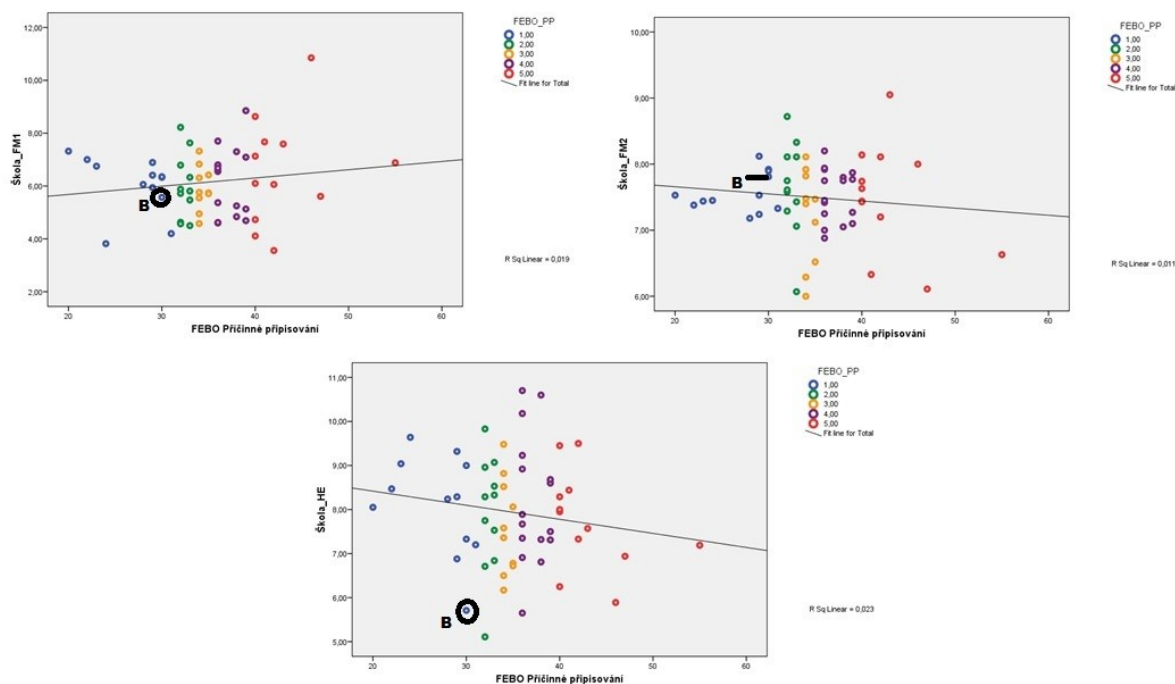 FEBO_PP
1,00
2,00
3,00
4,00
5,00
Fit line for Total
12,00
10,00
8,00
6,00
4,00
2,00
Škola_FM1
B
20
30
40
50
60
FEBO Příčinné připisování
R Sq Linear = 0,019
FEBO_PP
1,00
2,00
3,00
4,00
5,00
Fit line for Total
10,00
9,00
8,00
7,00
6,00
Škola_FM2
B
20
30
40
50
60
FEBO Příčinné připisování
R Sq Linear = 0,011
FEBO_PP
1,00
2,00
3,00
4,00
5,00
Fit line for Total
11,00
10,00
9,00
8,00
7,00
6,00
5,00
Škola_HE
B
20
30
40
50
60
FEBO Příčinné připisování
R Sq Linear = 0,023